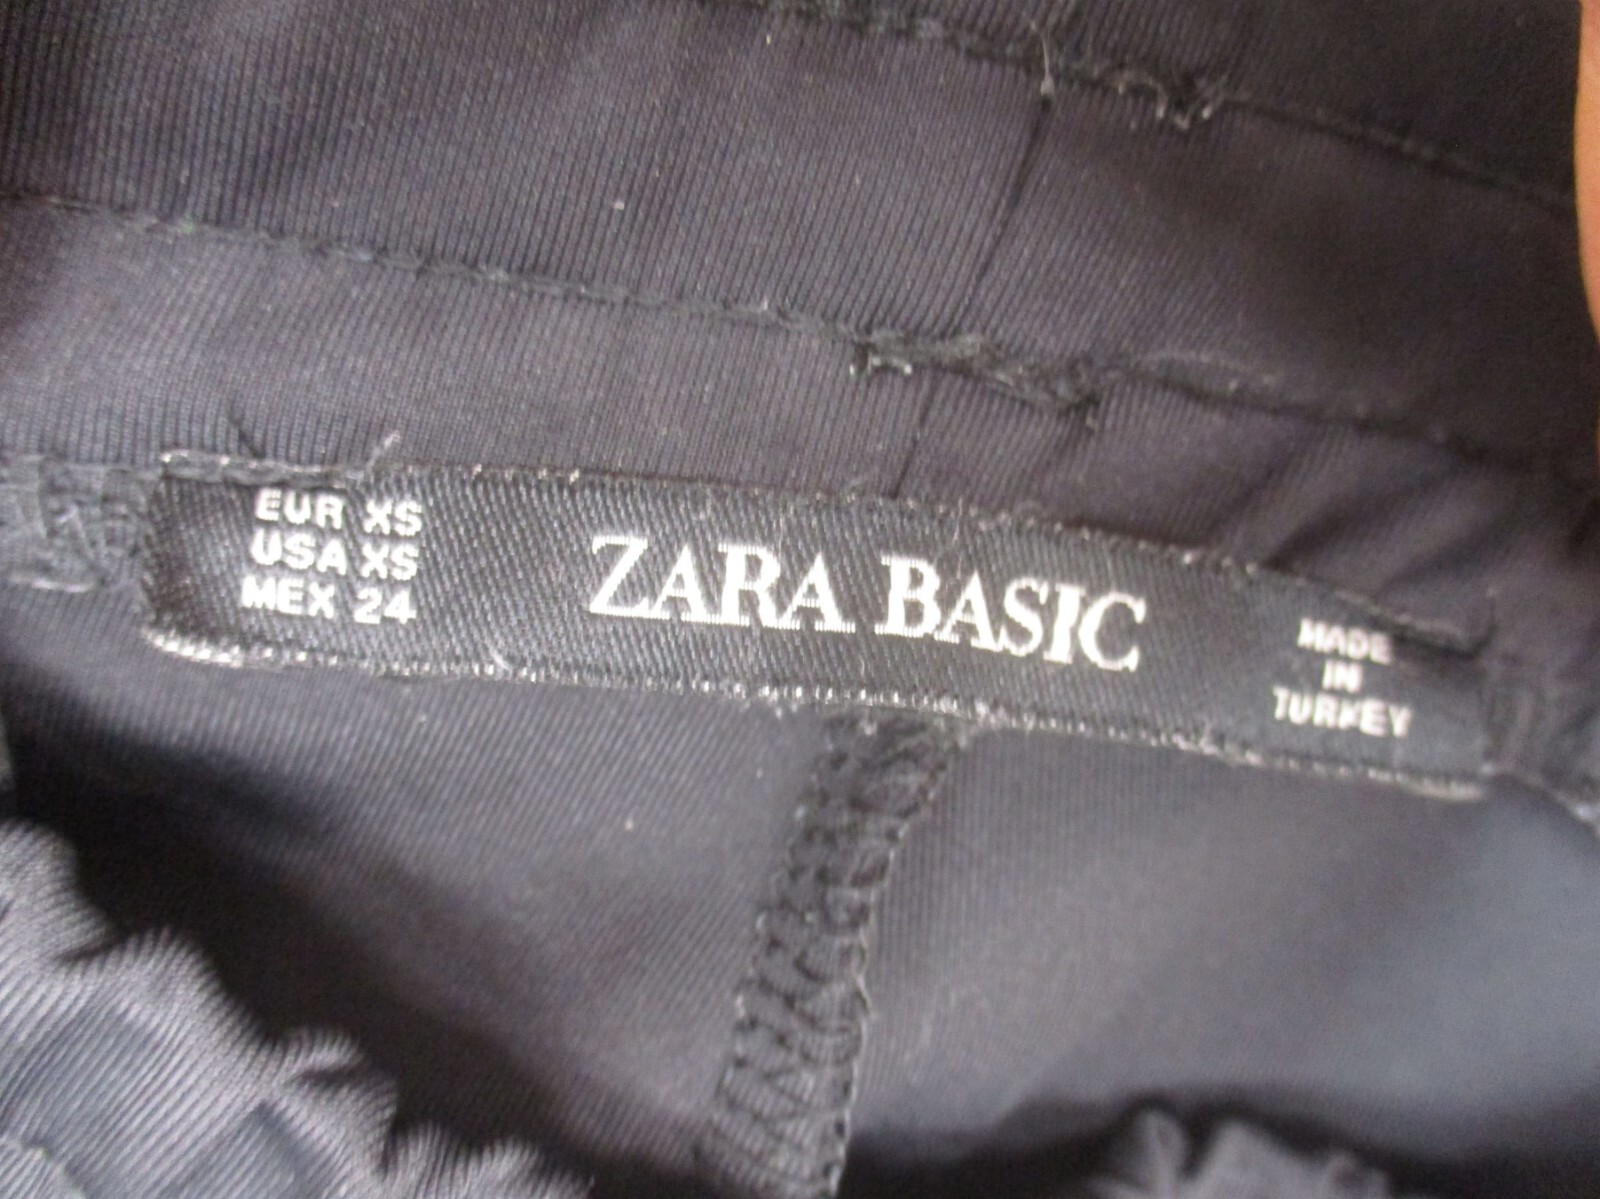 EUR XS
USA XS
MEX 24
ZARA BASIC
MADE
IN
TURKEY